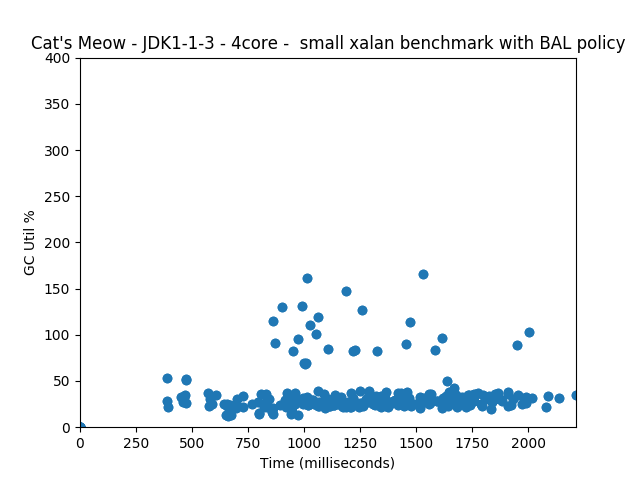 Cat's Meow - JDK1-1-3 - 4core -  small xalan benchmark with BAL policy
400
350
300
250
200
150
100
50
0
GC Util %
0 250 500 750 1000 1250 1500 1750 2000
Time (milliseconds)